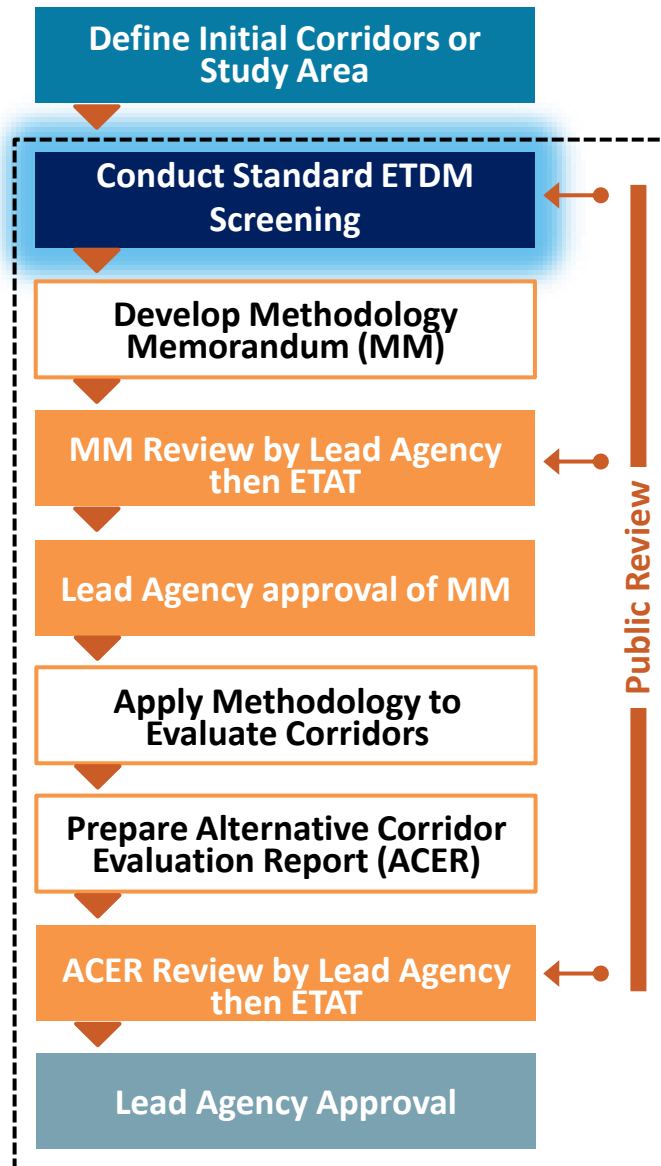 Define Initial Corridors or
Study Area
Conduct Standard ETDM
Screening
Develop Methodology
Memorandum (MM)
MM Review by Lead Agency
then ETAT
Lead Agency approval of MM
Apply Methodology to
Evaluate Corridors
Prepare Alternative Corridor
Evaluation Report (ACER)
ACER Review by Lead Agency
then ETAT
Lead Agency Approval
Public Review